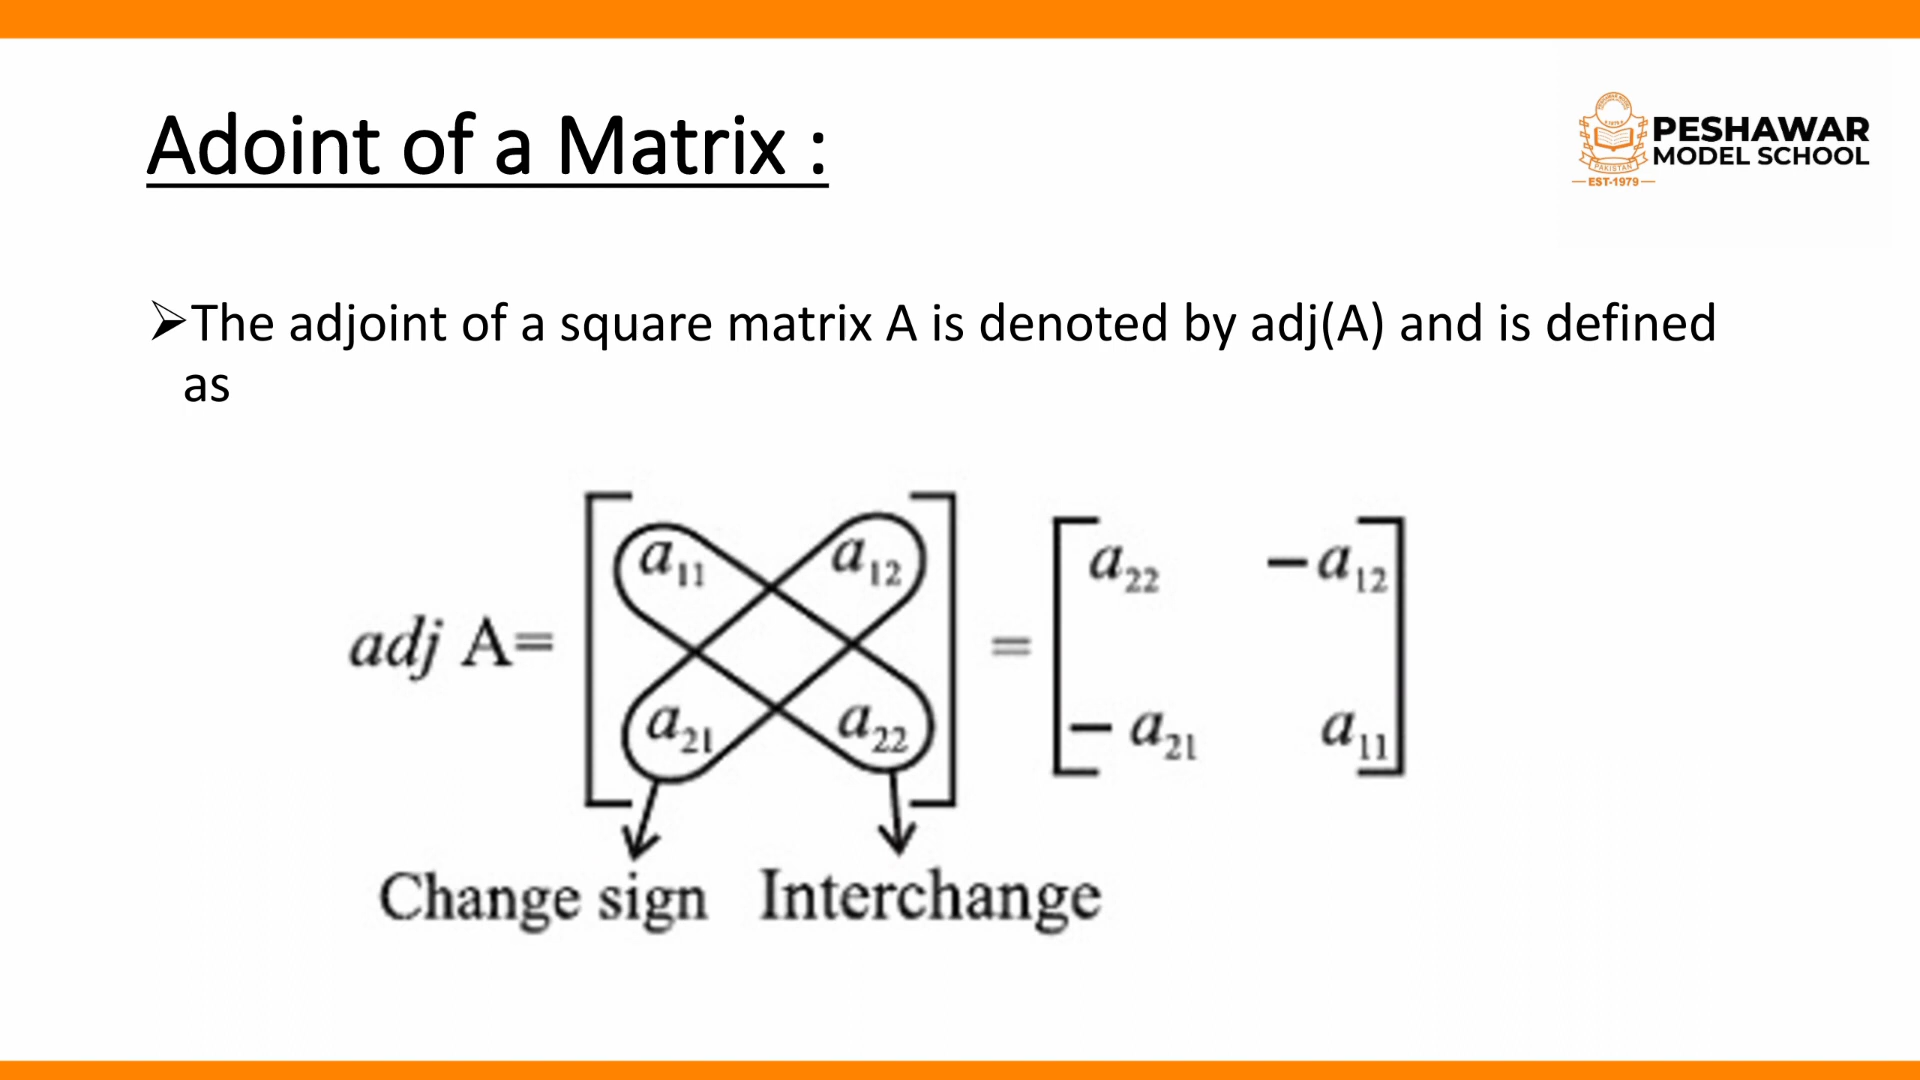 Adoint of a Matrix :
PESHAWAR
MODEL SCHOOL
PAKISTAN
EST-1979
➢The adjoint of a square matrix A is denoted by adj(A) and is defined
as
adj A= [a₁₁ a₁₂ = [a₂₂ −a₁₂
a₂₁ a₂₂] −a₂₁ a₁₁]
Change sign Interchange